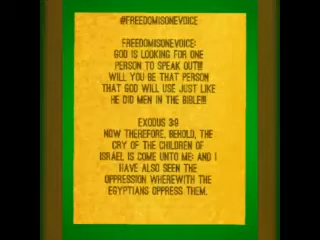 #FREEDOMISONEVOICE
FREEDOMISONEVOICE:
GOD IS LOOKING FOR ONE
PERSON TO SPEAK OUT!!!
WILL YOU BE THAT PERSON
THAT GOD WILL USE JUST LIKE
HE DID MEN IN THE BIBLE!!!
EXODUS 3:9
NOW THEREFORE, BEHOLD, THE
CRY OF THE CHILDREN OF
ISRAEL IS COME UNTO ME: AND I
HAVE ALSO SEEN THE
OPPRESSION WHEREWITH THE
EGYPTIANS OPPRESS THEM.